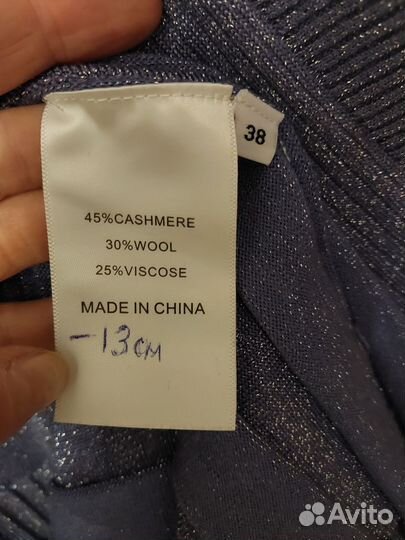 38
45%CASHMERE
30%WOOL
25%VISCOSE
MADE IN CHINA
-13см
Avito